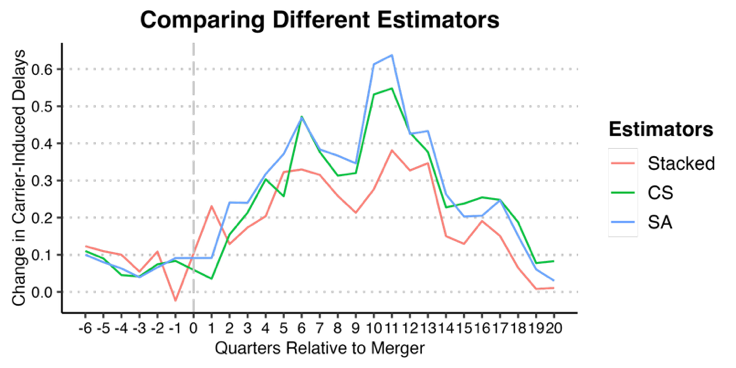 Comparing Different Estimators
Change in Carrier-Induced Delays
0.6
0.5
0.4
0.3
0.2
0.1
0.0
-6 -5 -4 -3 -2 -1 0 1 2 3 4 5 6 7 8 9 10 11 12 13 14 15 16 17 18 19 20
Quarters Relative to Merger
Estimators
Stacked
CS
SA